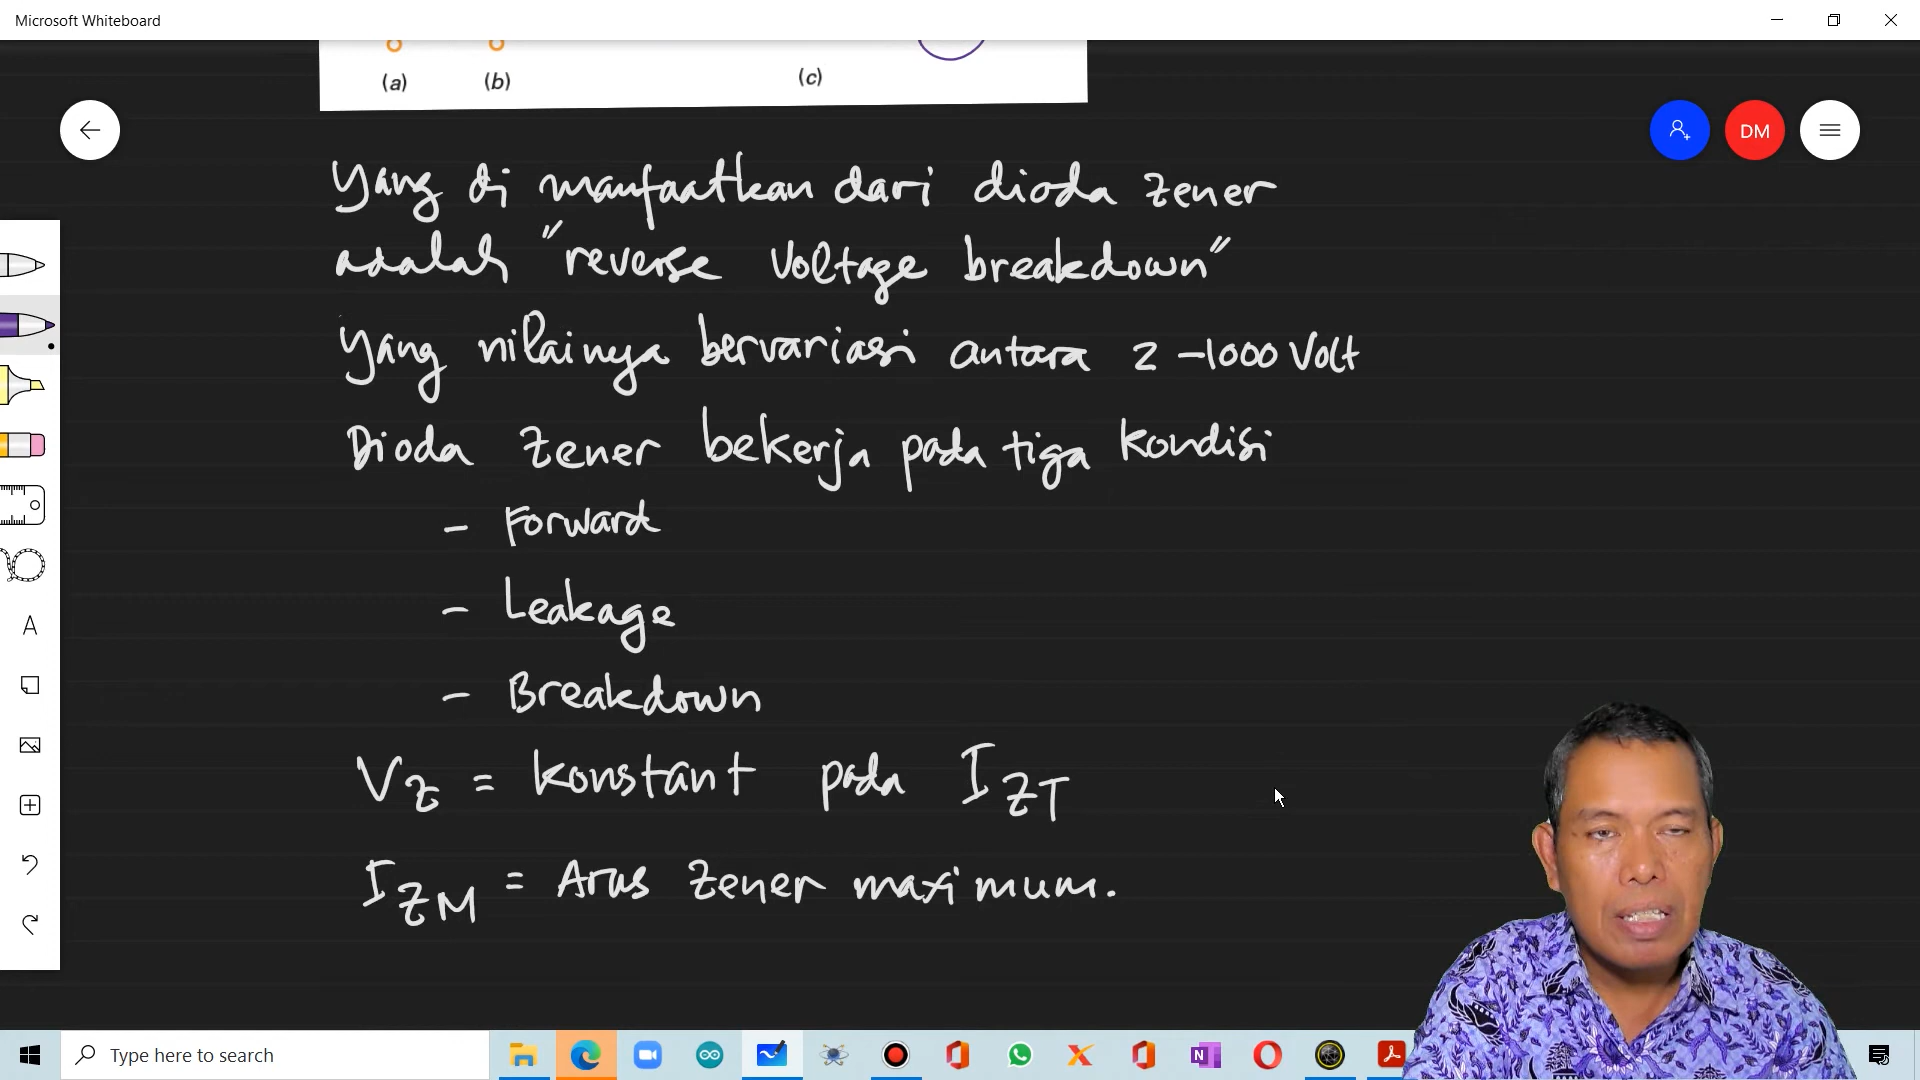 Microsoft Whiteboard
(a) (b) (c)
DM
Yang di manfaatkan dari dioda zener
adalah "reverse voltage breakdown"
Yang nilainya bervariasi antara 2 - 1000 Volt
Dioda zener bekerja pada tiga kondisi
- Forward
- Leakage
- Breakdown
VZ = konstant pada IZT
IZM = Arus zener maximum.
A
Type here to search